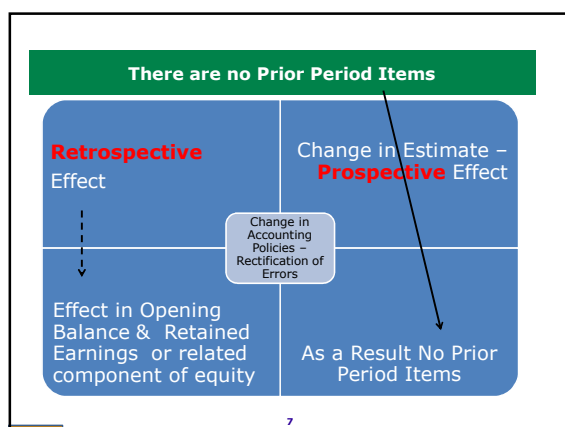 There are no Prior Period Items
Retrospective
Effect
Change in Estimate –
Prospective Effect
Change in
Accounting
Policies –
Rectification of
Errors
Effect in Opening
Balance & Retained
Earnings or related
component of equity
As a Result No Prior
Period Items
7